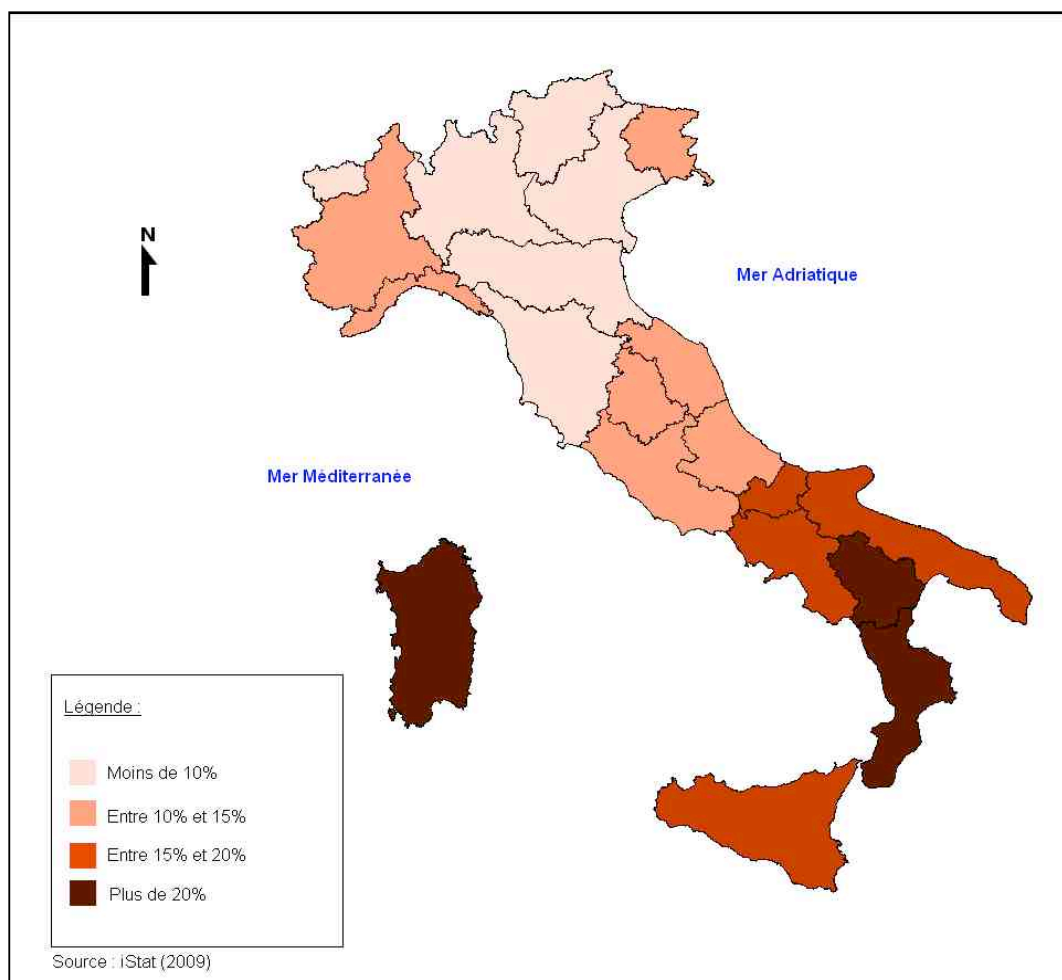 N
Mer Adriatique
Mer Méditerranée
Légende :
Moins de 10%
Entre 10% et 15%
Entre 15% et 20%
Plus de 20%
Source : iStat (2009)